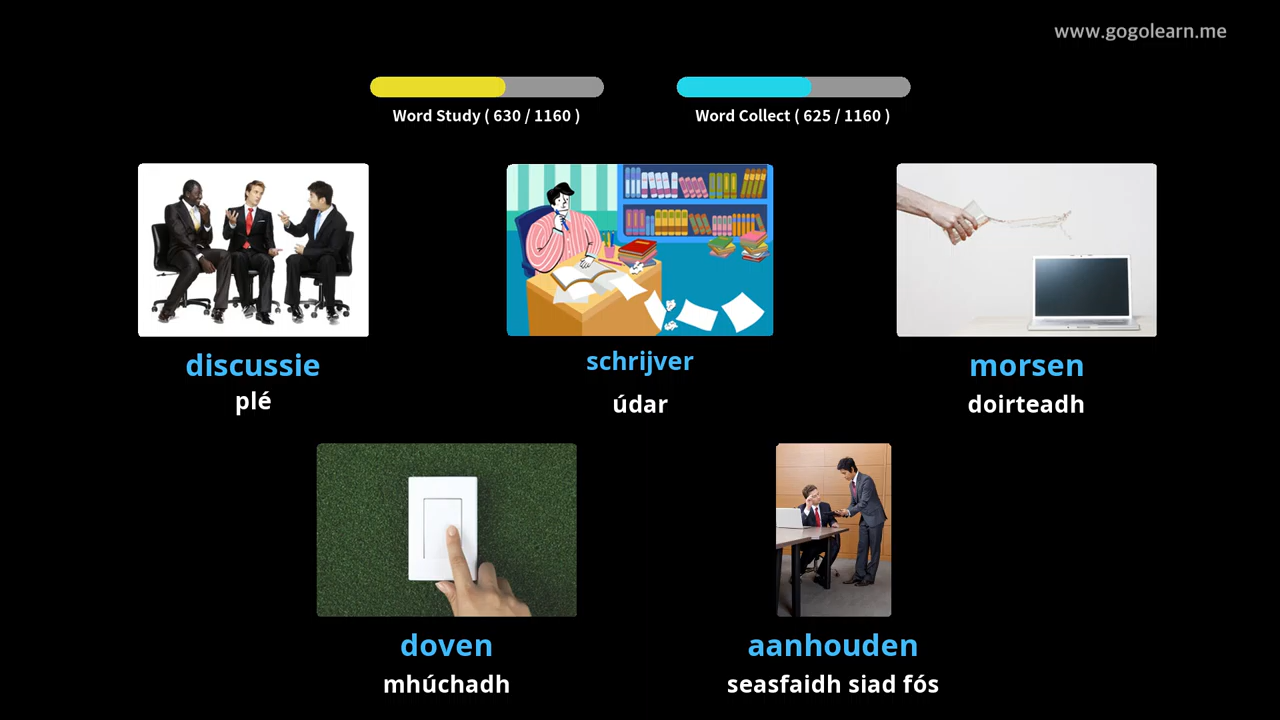 www.gogolearn.me
Word Study ( 630 / 1160 )
Word Collect ( 625 / 1160 )
discussie
plé
schrijver
údar
morsen
doirteadh
doven
mhúchadh
aanhouden
seasfaidh siad fós